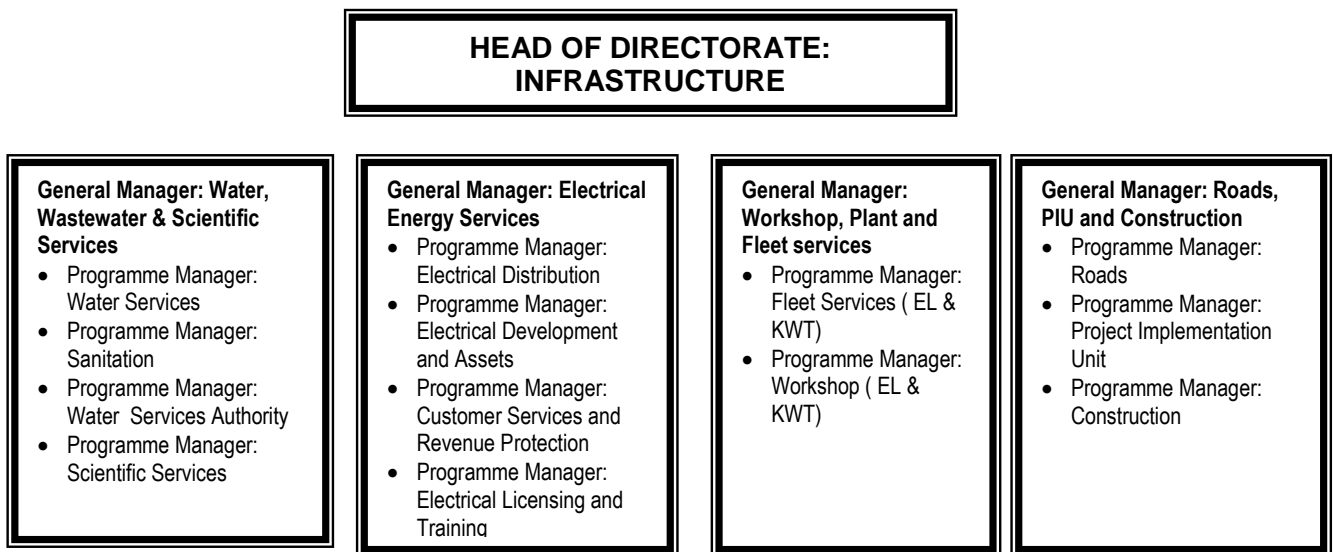 HEAD OF DIRECTORATE:
INFRASTRUCTURE
General Manager: Water,
Wastewater & Scientific
Services
• Programme Manager:
Water Services
• Programme Manager:
Sanitation
• Programme Manager:
Water Services Authority
• Programme Manager:
Scientific Services
General Manager: Electrical
Energy Services
• Programme Manager:
Electrical Distribution
• Programme Manager:
Electrical Development
and Assets
• Programme Manager:
Customer Services and
Revenue Protection
• Programme Manager:
Electrical Licensing and
Training
General Manager:
Workshop, Plant and
Fleet services
• Programme Manager:
Fleet Services ( EL &
KWT)
• Programme Manager:
Workshop ( EL &
KWT)
General Manager: Roads,
PIU and Construction
• Programme Manager:
Roads
• Programme Manager:
Project Implementation
Unit
• Programme Manager:
Construction